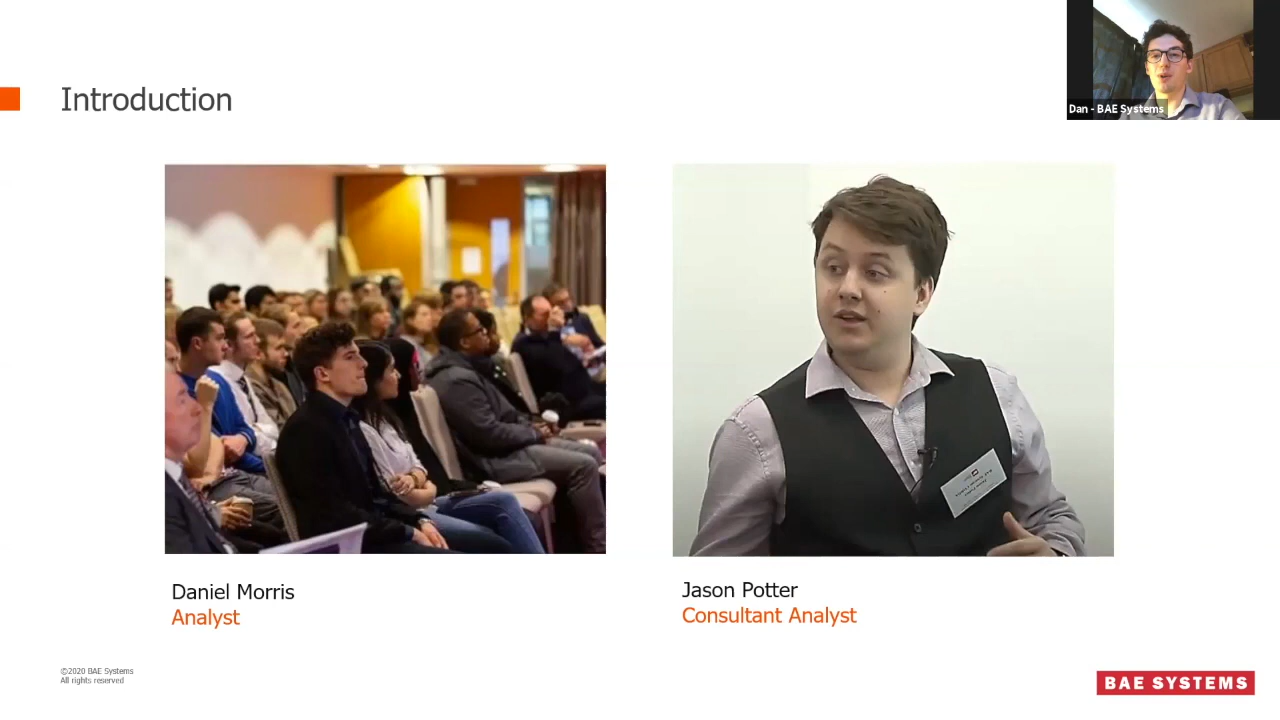 Introduction
Dan - BAE Systems
Daniel Morris
Analyst
Jason Potter
Consultant Analyst
©2020 BAE Systems
All rights reserved
BAE SYSTEMS